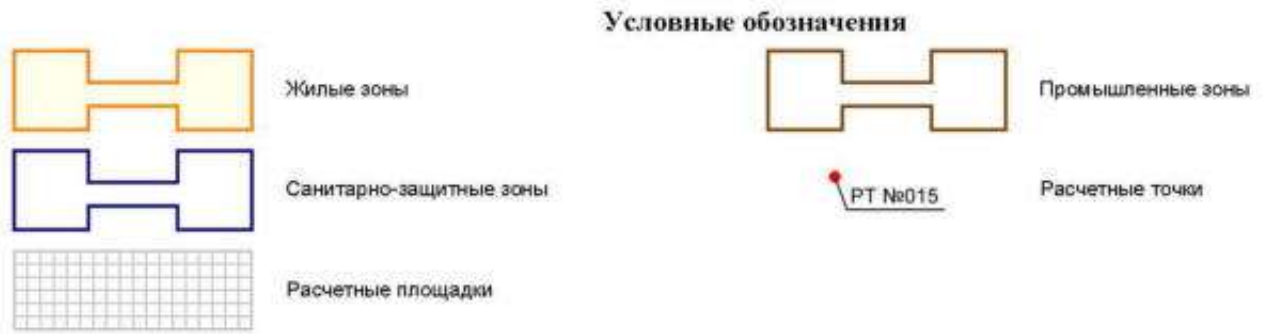 Условные обозначения
Жилые зоны
Промышленные зоны
Санитарно-защитные зоны
РТ №015
Расчетные точки
Расчетные площадки